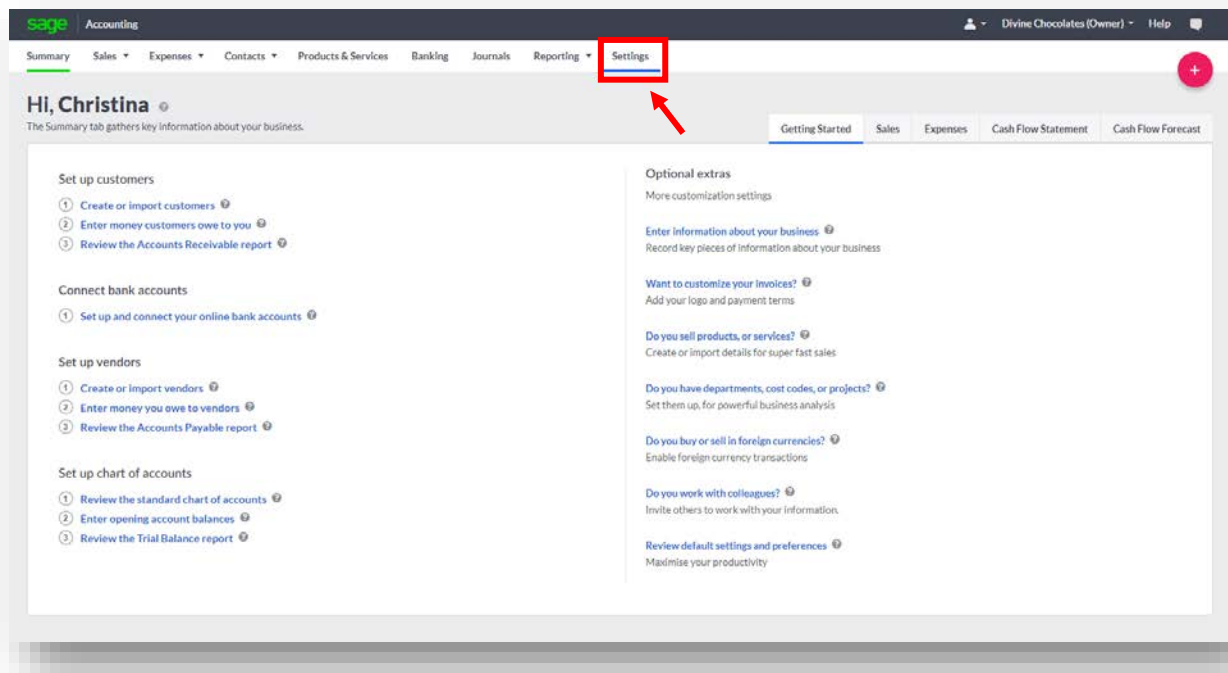 sage Accounting Divine Chocolates (Owner) Help
Summary Sales Expenses Contacts Products & Services Banking Journals Reporting Settings
+
Hi, Christina
The Summary tab gathers key information about your business.
Getting Started Sales Expenses Cash Flow Statement Cash Flow Forecast
Set up customers
1 Create or import customers
2 Enter money customers owe to you
3 Review the Accounts Receivable report
Connect bank accounts
1 Set up and connect your online bank accounts
Set up vendors
1 Create or import vendors
2 Enter money you owe to vendors
3 Review the Accounts Payable report
Set up chart of accounts
1 Review the standard chart of accounts
2 Enter opening account balances
3 Review the Trial Balance report
Optional extras
More customization settings
Enter information about your business
Record key pieces of information about your business
Want to customize your invoices?
Add your logo and payment terms
Do you sell products, or services?
Create or import details for super fast sales
Do you have departments, cost codes, or projects?
Set them up, for powerful business analysis
Do you buy or sell in foreign currencies?
Enable foreign currency transactions
Do you work with colleagues?
Invite others to work with your information.
Review default settings and preferences
Maximise your productivity